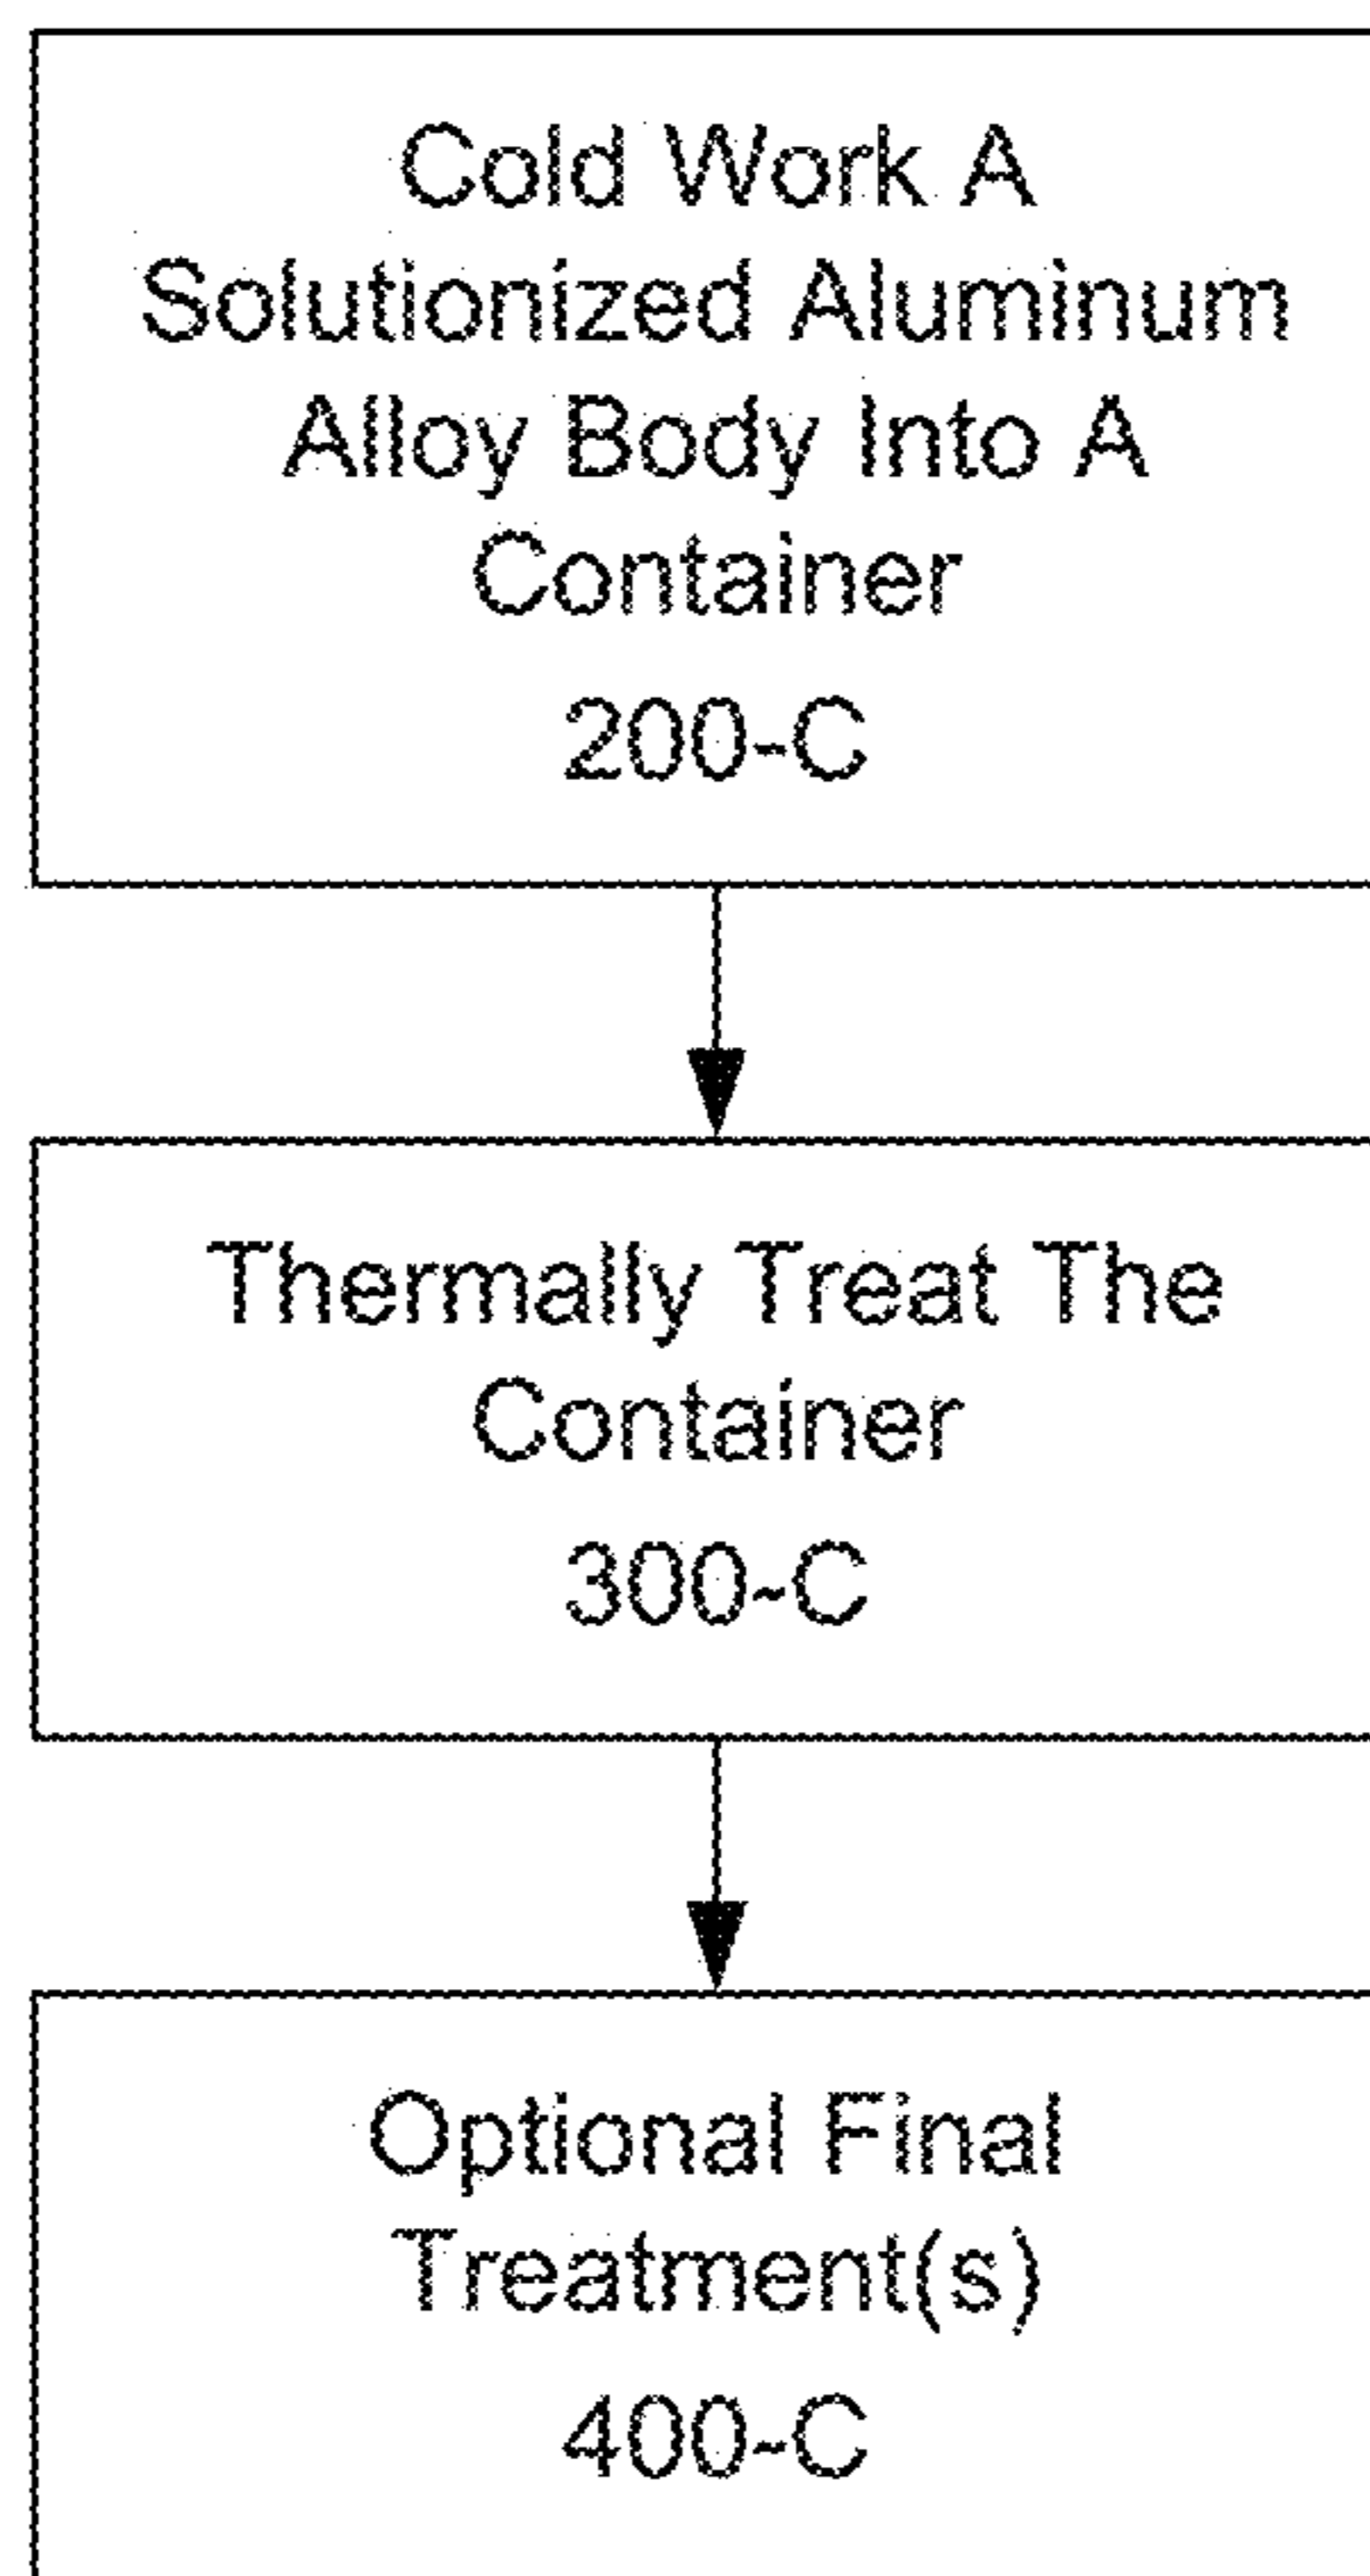 Cold Work A
Solutionized Aluminum
Alloy Body Into A
Container
200-C
Thermally Treat The
Container
300-C
Optional Final
Treatment(s)
400-C